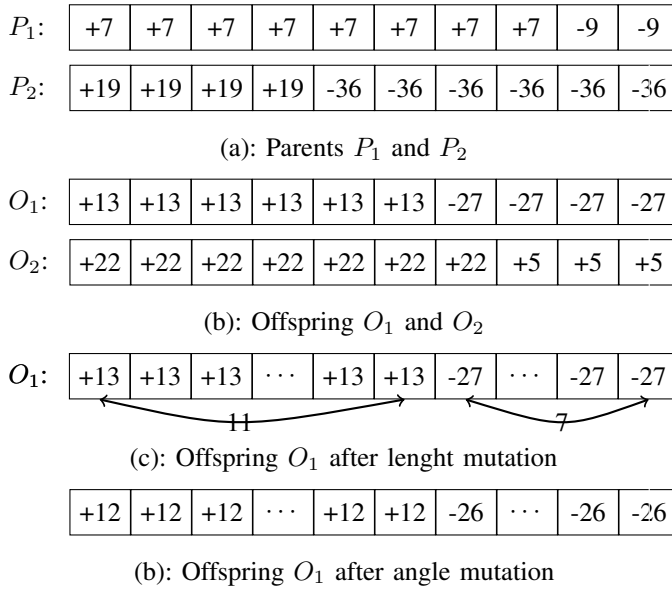 P1: +7 +7 +7 +7 +7 +7 +7 +7 -9 -9
P2: +19 +19 +19 +19 -36 -36 -36 -36 -36 -36
(a): Parents P1 and P2
O1: +13 +13 +13 +13 +13 +13 -27 -27 -27 -27
O2: +22 +22 +22 +22 +22 +22 +22 +5 +5 +5
(b): Offspring O1 and O2
O1: +13 +13 +13 ··· +13 +13 -27 ··· -27 -27
11 7
(c): Offspring O1 after lenght mutation
+12 +12 +12 ··· +12 +12 -26 ··· -26 -26
(b): Offspring O1 after angle mutation